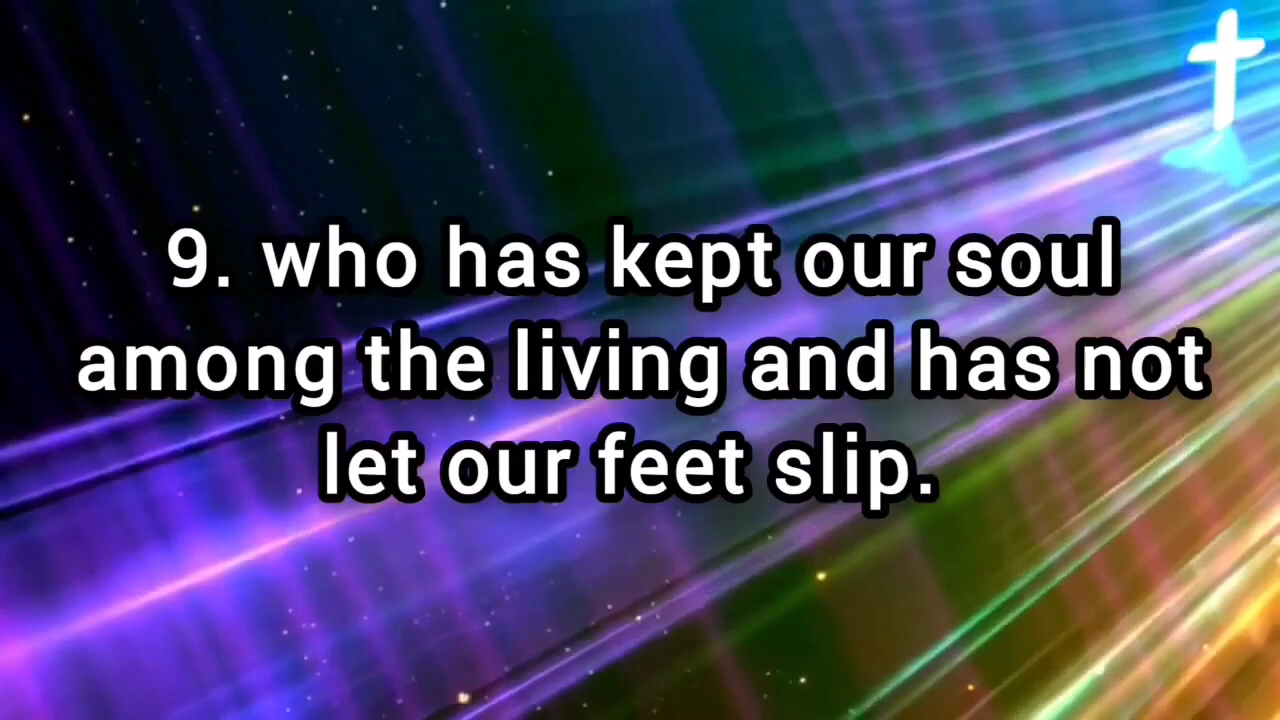 9. who has kept our soul
among the living and has not
let our feet slip.